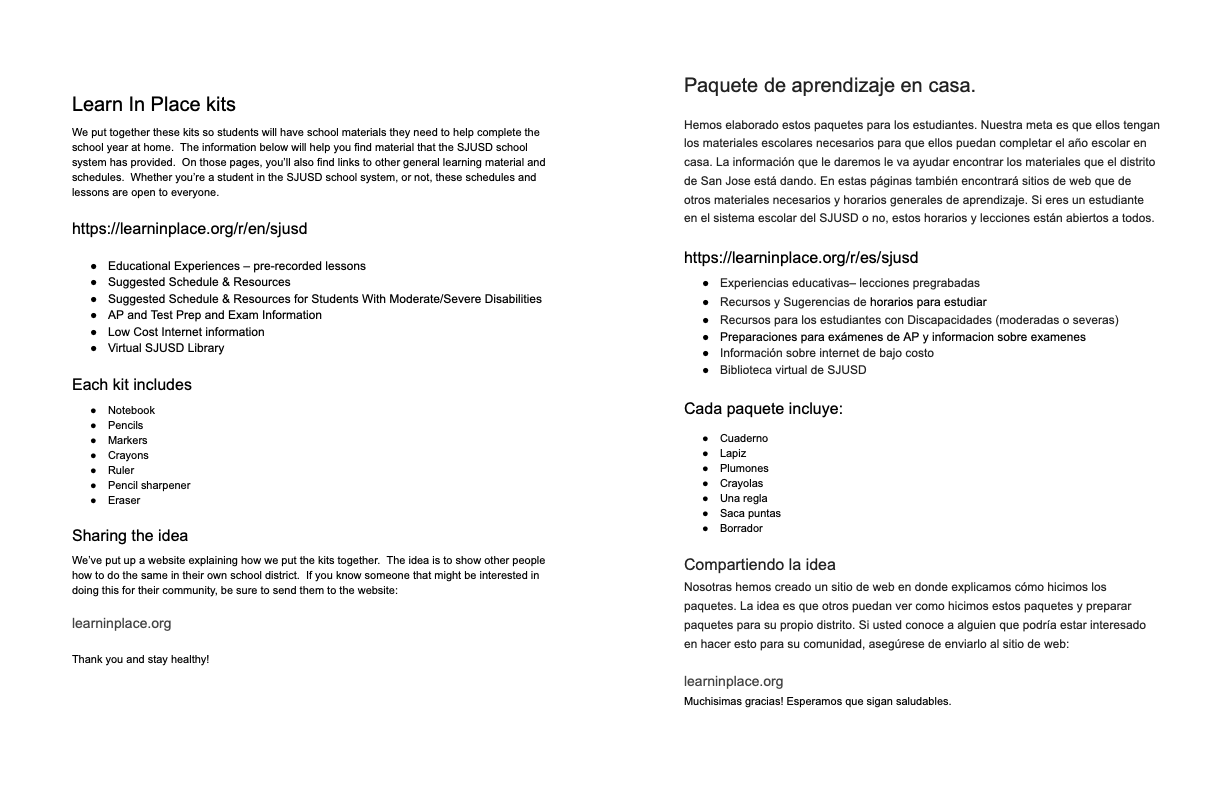 Learn In Place kits
We put together these kits so students will have school materials they need to help complete the
school year at home.  The information below will help you find material that the SJUSD school
system has provided.  On those pages, you'll also find links to other general learning material and
schedules.  Whether you're a student in the SJUSD school system, or not, these schedules and
lessons are open to everyone.
https://learninplace.org/r/en/sjusd
● Educational Experiences – pre-recorded lessons
● Suggested Schedule & Resources
● Suggested Schedule & Resources for Students With Moderate/Severe Disabilities
● AP and Test Prep and Exam Information
● Low Cost Internet information
● Virtual SJUSD Library
Each kit includes
● Notebook
● Pencils
● Markers
● Crayons
● Ruler
● Pencil sharpener
● Eraser
Sharing the idea
We've put up a website explaining how we put the kits together.  The idea is to show other people
how to do the same in their own school district.  If you know someone that might be interested in
doing this for their community, be sure to send them to the website:
learninplace.org
Thank you and stay healthy!
Paquete de aprendizaje en casa.
Hemos elaborado estos paquetes para los estudiantes. Nuestra meta es que ellos tengan
los materiales escolares necesarios para que ellos puedan completar el año escolar en
casa. La información que le daremos le va ayudar encontrar los materiales que el distrito
de San Jose está dando. En estas páginas también encontrará sitios de web que de
otros materiales necesarios y horarios generales de aprendizaje. Si eres un estudiante
en el sistema escolar del SJUSD o no, estos horarios y lecciones están abiertos a todos.
https://learninplace.org/r/es/sjusd
● Experiencias educativas– lecciones pregrabadas
● Recursos y Sugerencias de horarios para estudiar
● Recursos para los estudiantes con Discapacidades (moderadas o severas)
● Preparaciones para exámenes de AP y informacion sobre examenes
● Información sobre internet de bajo costo
● Biblioteca virtual de SJUSD
Cada paquete incluye:
● Cuaderno
● Lapiz
● Plumones
● Crayolas
● Una regla
● Saca puntas
● Borrador
Compartiendo la idea
Nosotras hemos creado un sitio de web en donde explicamos cómo hicimos los
paquetes. La idea es que otros puedan ver como hicimos estos paquetes y preparar
paquetes para su propio distrito. Si usted conoce a alguien que podría estar interesado
en hacer esto para su comunidad, asegúrese de enviarlo al sitio de web:
learninplace.org
Muchisimas gracias! Esperamos que sigan saludables.